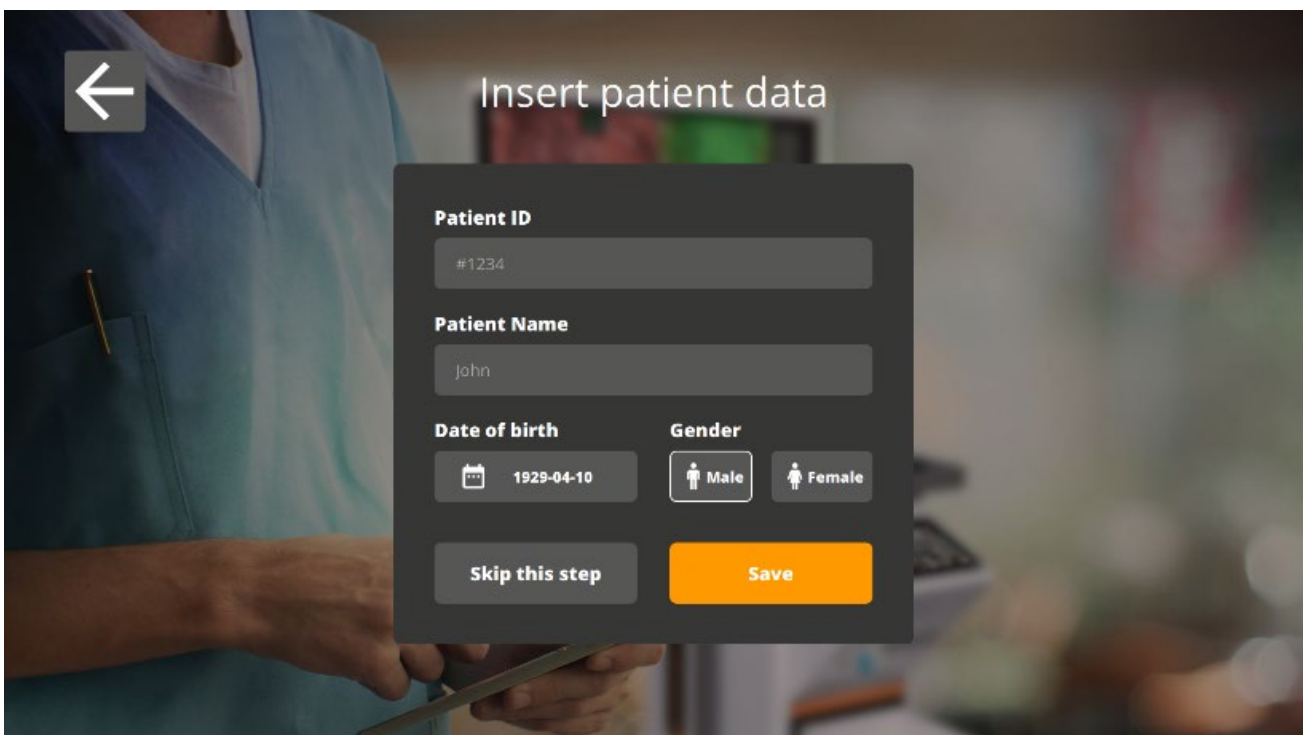 Insert patient data
Patient ID
#1234
Patient Name
John
Date of birth
Gender
1929-04-10
Male
Female
Skip this step
Save